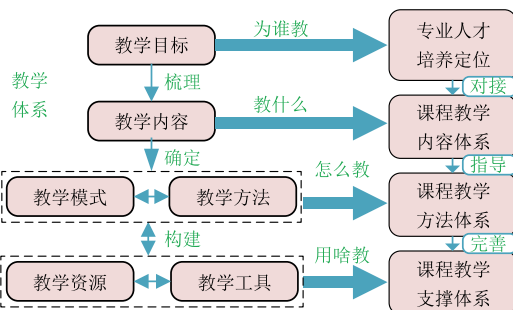 教学目标
为谁教
专业人才
培养定位
教学
体系
梳理
对接
教学内容
教什么
课程教学
内容体系
确定
指导
教学模式
教学方法
怎么教
课程教学
方法体系
构建
完善
教学资源
教学工具
用啥教
课程教学
支撑体系